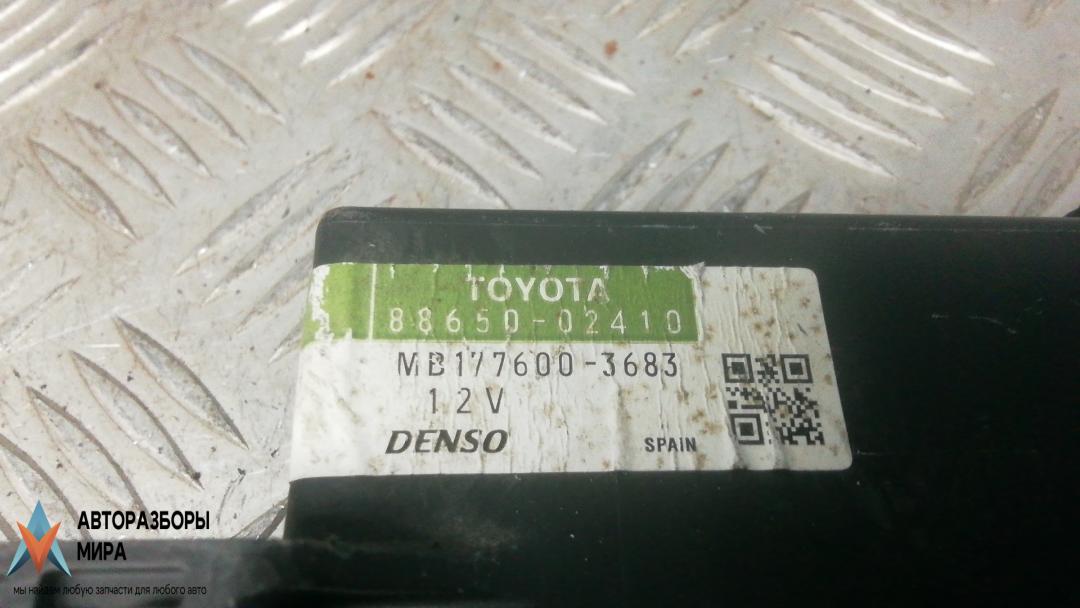 TOYOTA
88650-02410
MB177600-3683
12V
DENSO
SPAIN
АВТОРАЗБОРЫ
МИРА
мы найдем любую запчасти для любого авто